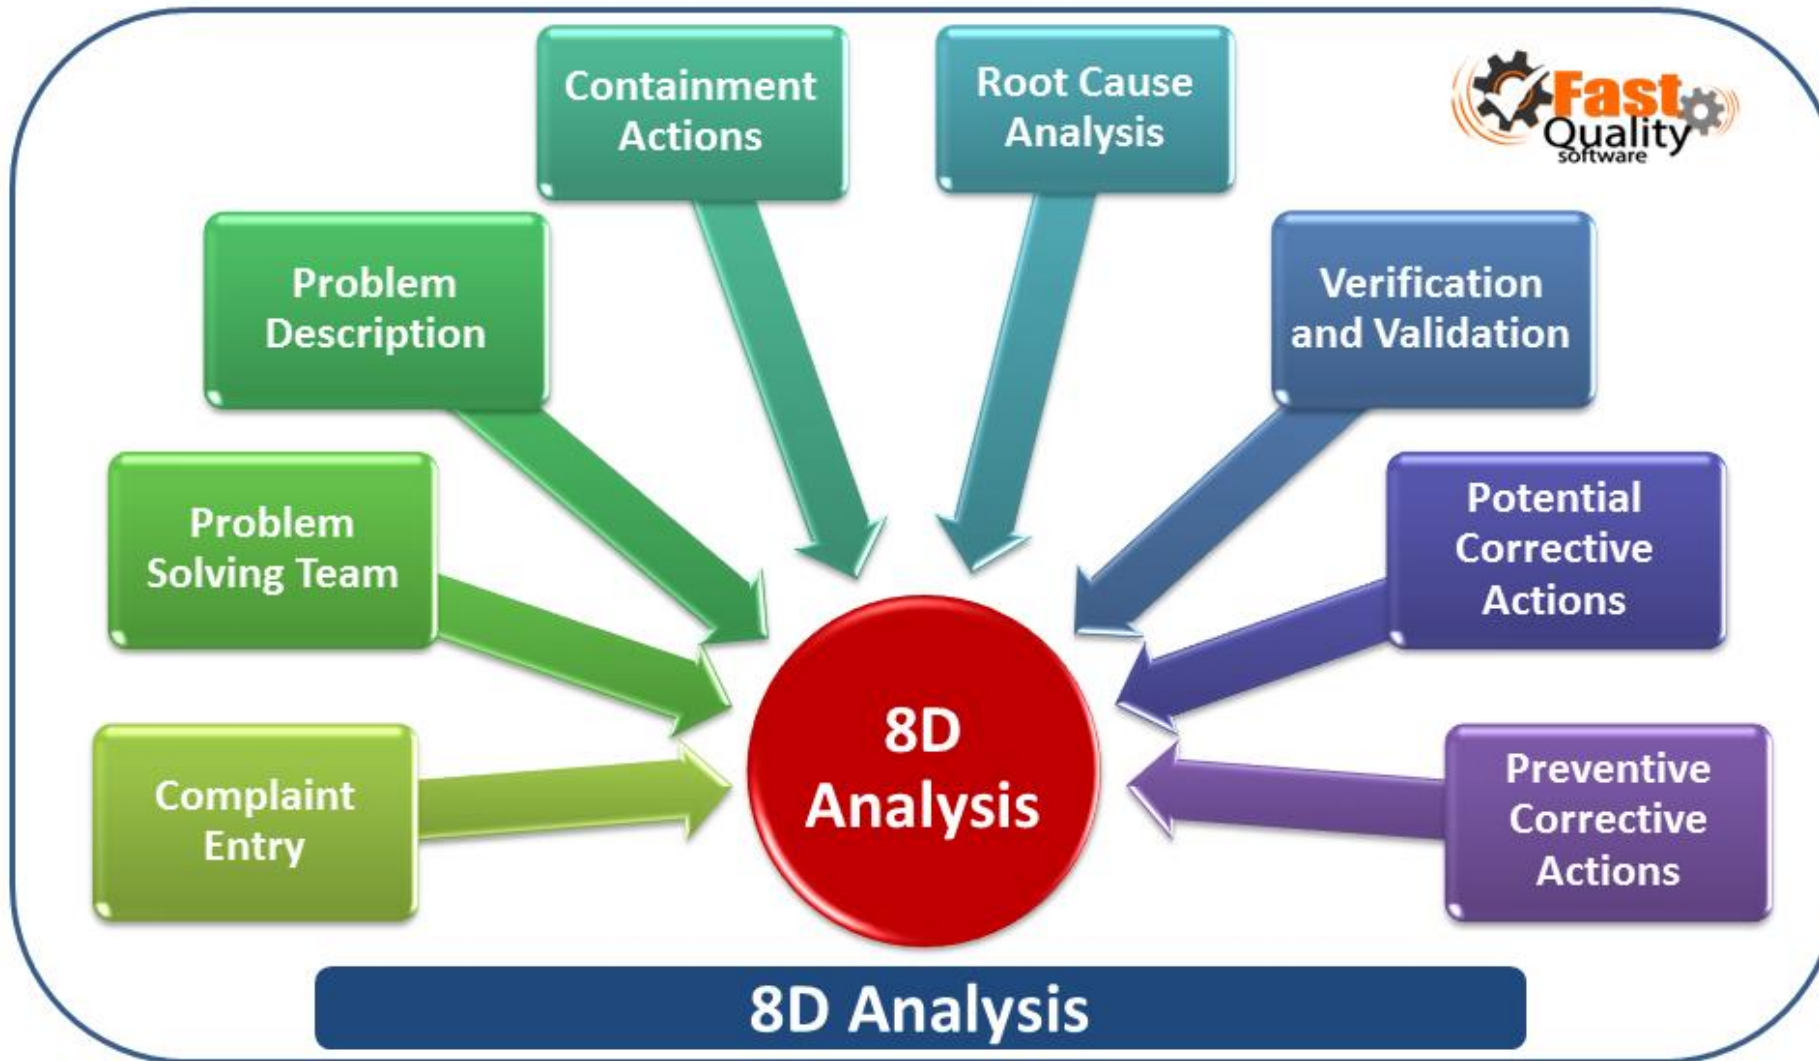 Containment
Actions
Root Cause
Analysis
Fast
Quality
software
Problem
Description
Verification
and Validation
Problem
Solving Team
Potential
Corrective
Actions
Complaint
Entry
8D
Analysis
Preventive
Corrective
Actions
8D Analysis